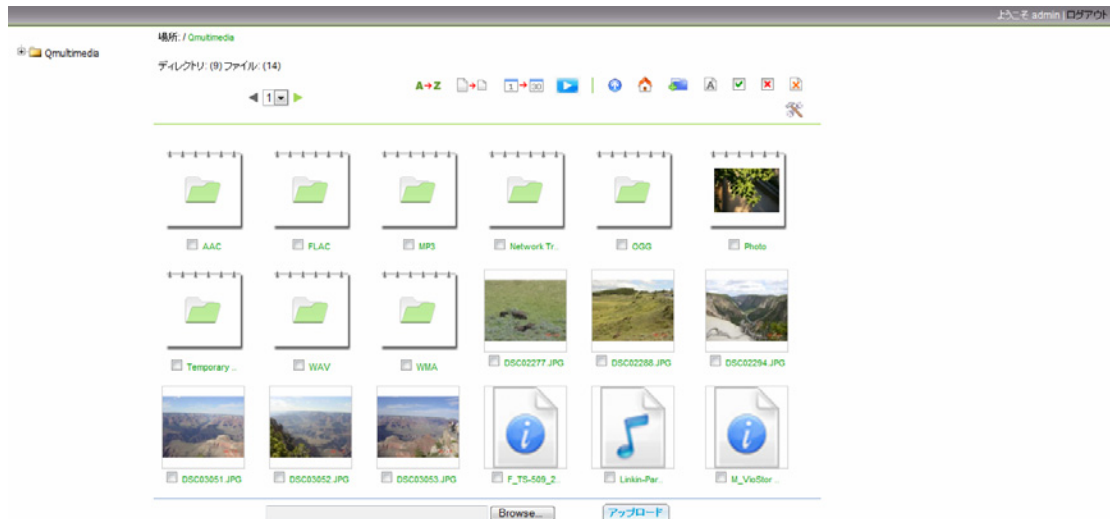 ようこそ admin | ログアウト
場所: / Qmultimedia
Qmultimedia
ディレクトリ: (9) ファイル: (14)
1
A→Z
1→30
A
AAC
FLAC
MP3
Network Tr..
OGG
Photo
Temporary ..
WAV
WMA
DSC02277.JPG
DSC02288.JPG
DSC02294.JPG
DSC03051.JPG
DSC03052.JPG
DSC03053.JPG
F_TS-509_2..
Linkin-Par..
M_VioStor ..
Browse...
アップロード